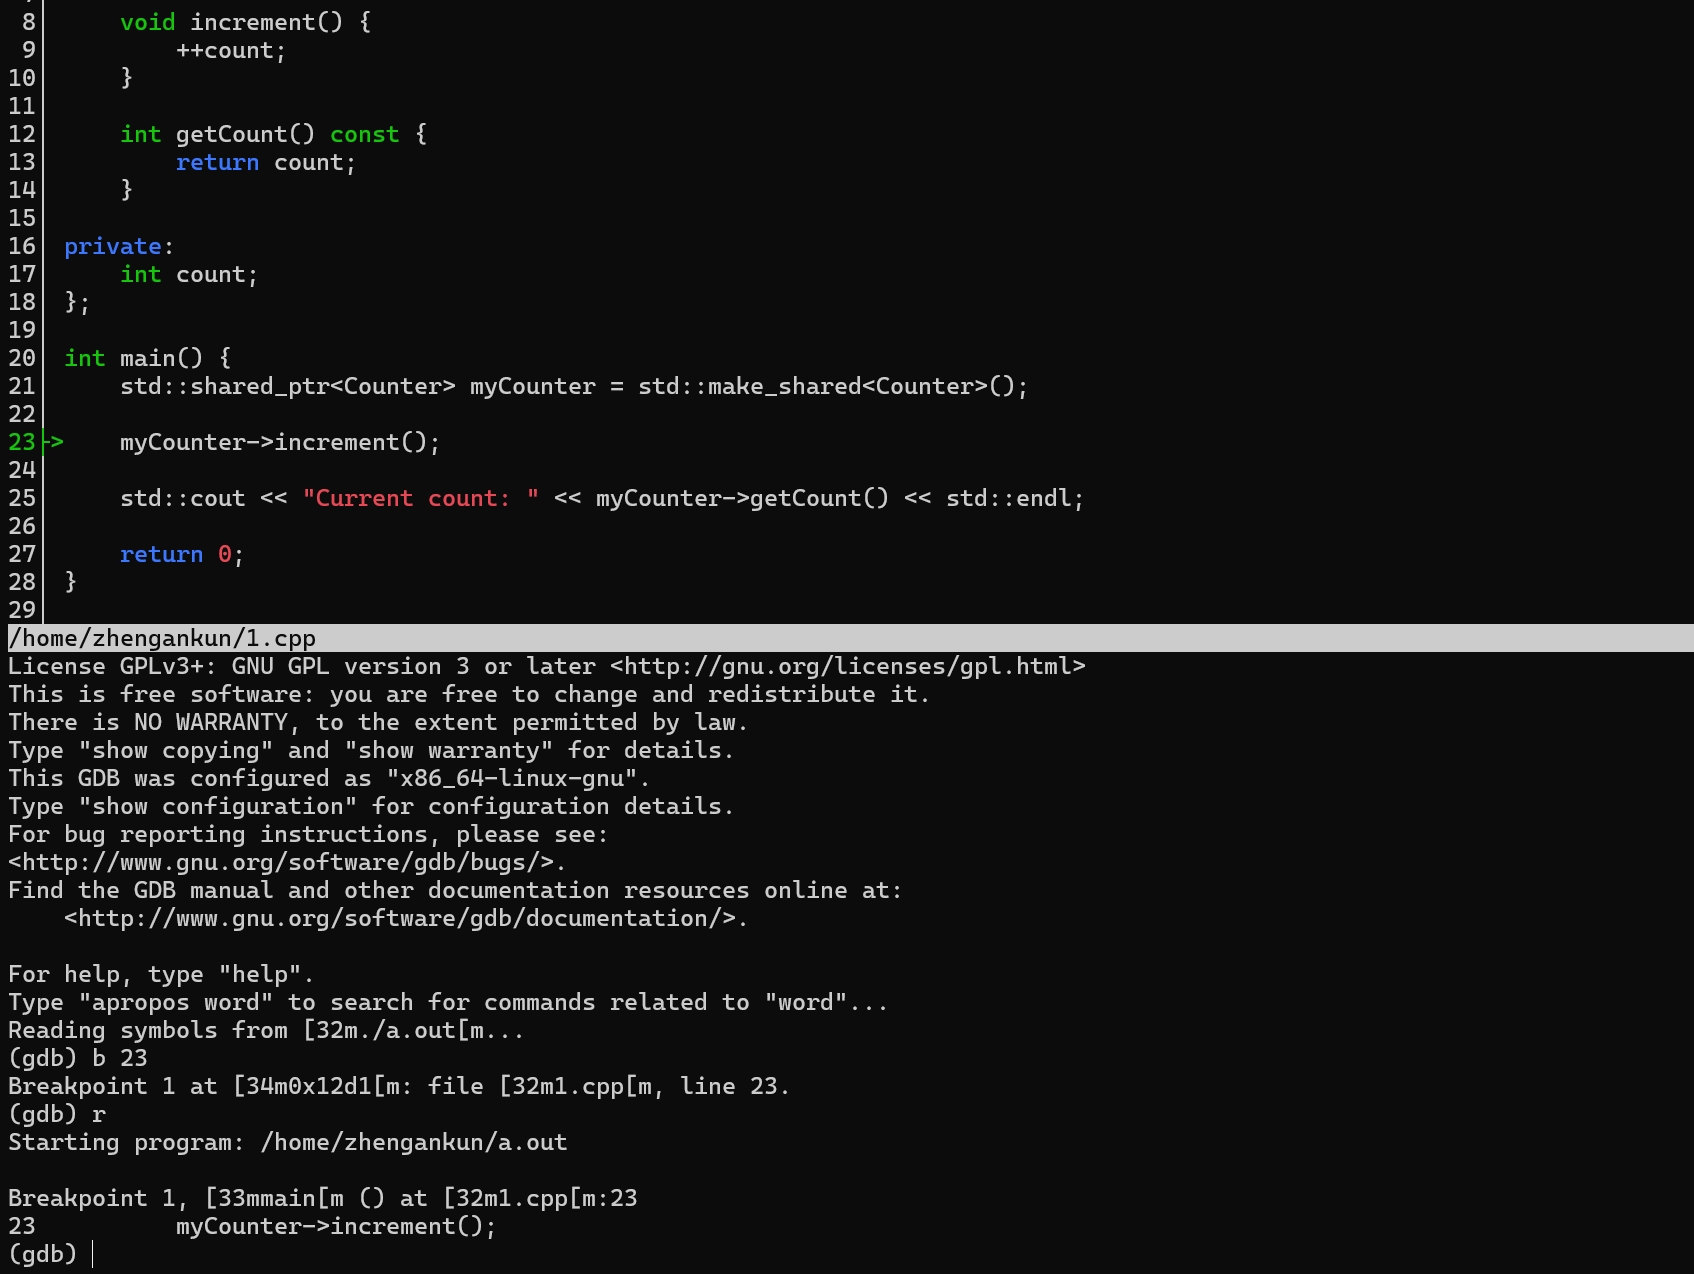 8 void increment() {
9 ++count;
10 }
11
12 int getCount() const {
13 return count;
14 }
15
16 private:
17 int count;
18 };
19
20 int main() {
21 std::shared_ptr<Counter> myCounter = std::make_shared<Counter>();
22
23-> myCounter->increment();
24
25 std::cout << "Current count: " << myCounter->getCount() << std::endl;
26
27 return 0;
28 }
29
/home/zhengankun/1.cpp
License GPLv3+: GNU GPL version 3 or later <http://gnu.org/licenses/gpl.html>
This is free software: you are free to change and redistribute it.
There is NO WARRANTY, to the extent permitted by law.
Type "show copying" and "show warranty" for details.
This GDB was configured as "x86_64-linux-gnu".
Type "show configuration" for configuration details.
For bug reporting instructions, please see:
<http://www.gnu.org/software/gdb/bugs/>.
Find the GDB manual and other documentation resources online at:
<http://www.gnu.org/software/gdb/documentation/>.
For help, type "help".
Type "apropos word" to search for commands related to "word"...
Reading symbols from [32m./a.out[m...
(gdb) b 23
Breakpoint 1 at [34m0x12d1[m: file [32m1.cpp[m, line 23.
(gdb) r
Starting program: /home/zhengankun/a.out
Breakpoint 1, [33mmain[m () at [32m1.cpp[m:23
23 myCounter->increment();
(gdb)